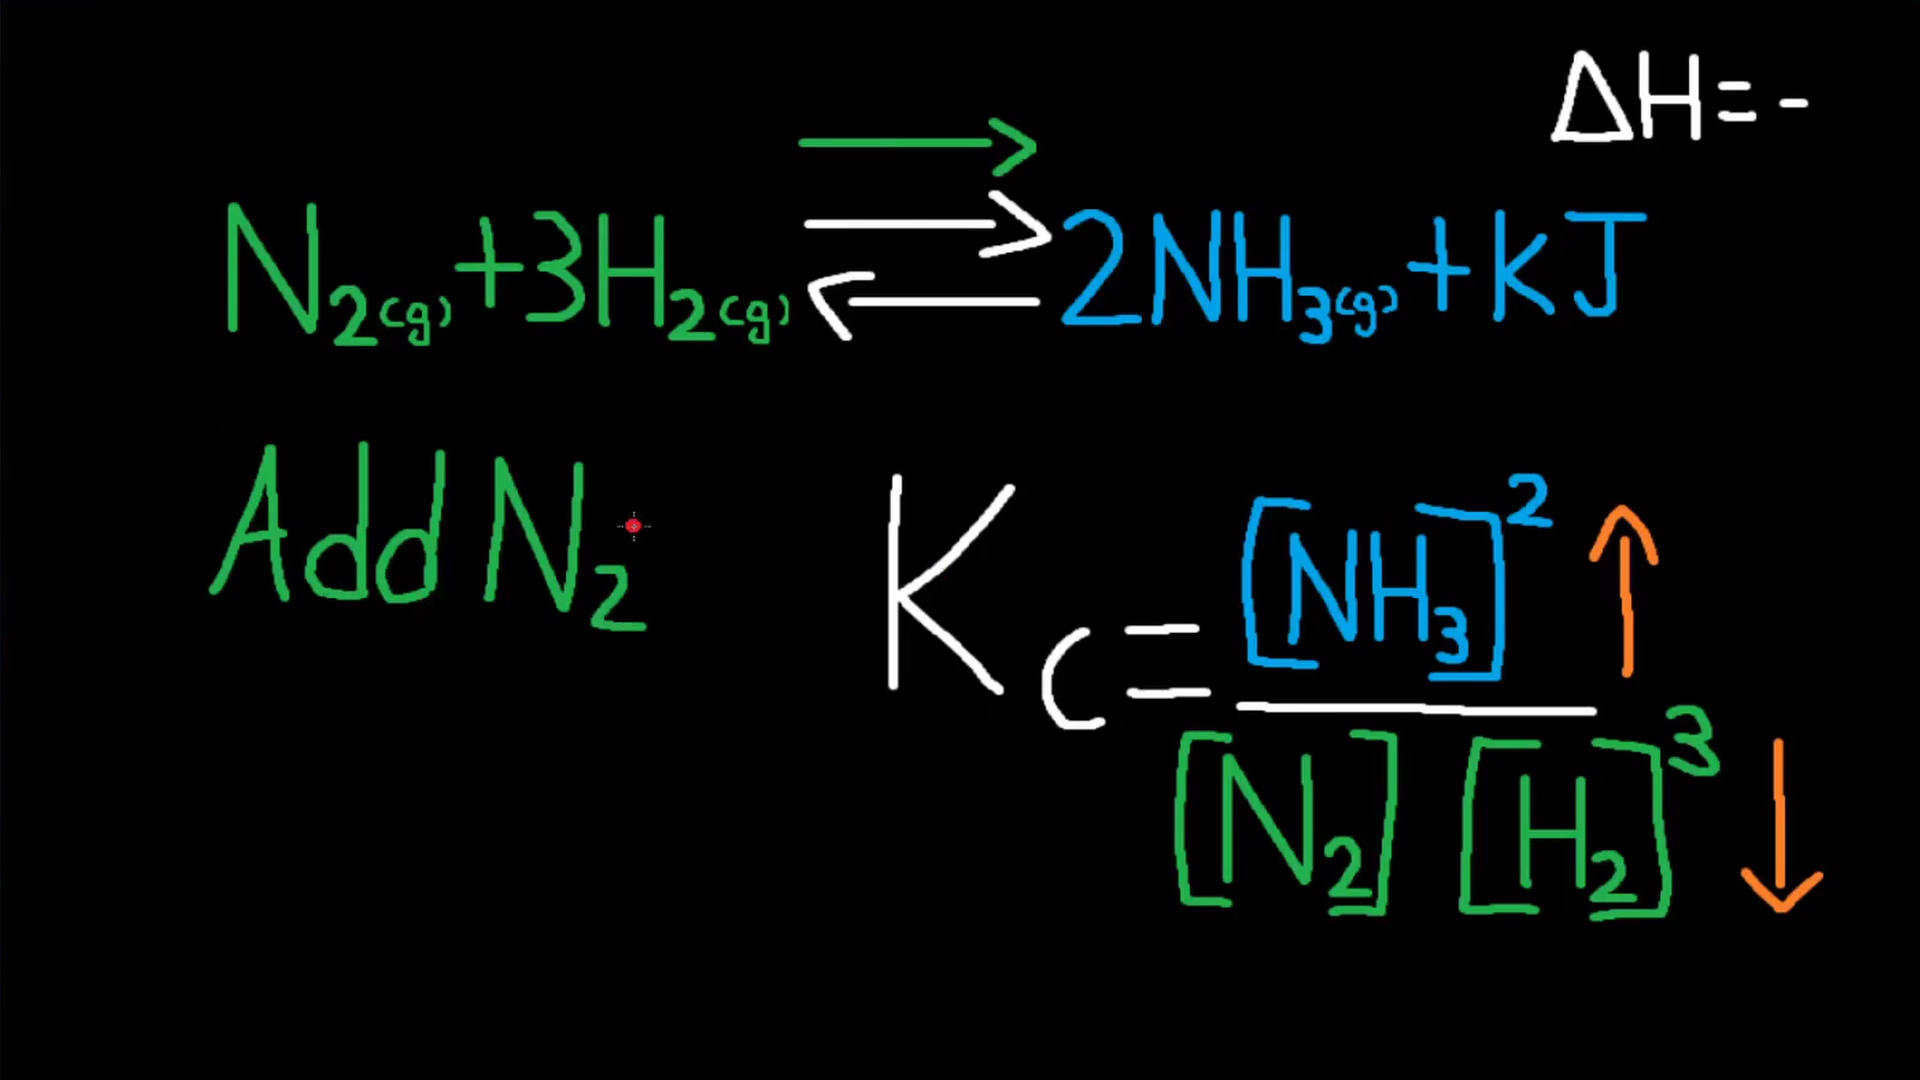 ΔH = -
N₂(g) + 3H₂(g) ⇌ 2NH₃(g) + KJ
Add N₂
Kc = [NH₃]²
[N₂] [H₂]³